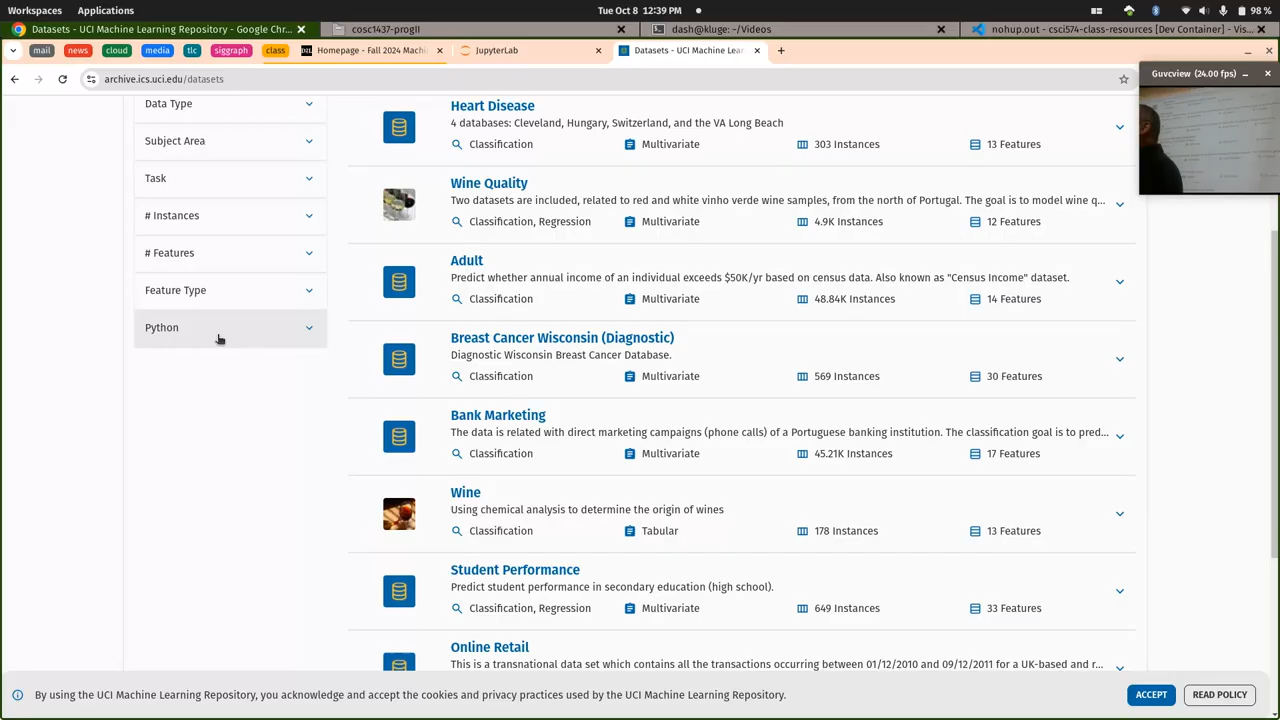 Workspaces Applications Tue Oct 8 12:39 PM 98 %
Datasets - UCI Machine Learning Repository - Google Chr... cosc1437-progII dash@kluge: ~/Videos nohup.out - csci574-class-resources [Dev Container] - Vis...
mail news cloud media tlc siggraph class Homepage - Fall 2024 Machi JupyterLab Datasets - UCI Machine Lear
archive.ics.uci.edu/datasets
Guvcview (24.00 fps)
Data Type
Subject Area
Task
# Instances
# Features
Feature Type
Python
Heart Disease
4 databases: Cleveland, Hungary, Switzerland, and the VA Long Beach
Classification Multivariate 303 Instances 13 Features
Wine Quality
Two datasets are included, related to red and white vinho verde wine samples, from the north of Portugal. The goal is to model wine q...
Classification, Regression Multivariate 4.9K Instances 12 Features
Adult
Predict whether annual income of an individual exceeds $50K/yr based on census data. Also known as "Census Income" dataset.
Classification Multivariate 48.84K Instances 14 Features
Breast Cancer Wisconsin (Diagnostic)
Diagnostic Wisconsin Breast Cancer Database.
Classification Multivariate 569 Instances 30 Features
Bank Marketing
The data is related with direct marketing campaigns (phone calls) of a Portuguese banking institution. The classification goal is to pred...
Classification Multivariate 45.21K Instances 17 Features
Wine
Using chemical analysis to determine the origin of wines
Classification Tabular 178 Instances 13 Features
Student Performance
Predict student performance in secondary education (high school).
Classification, Regression Multivariate 649 Instances 33 Features
Online Retail
This is a transnational data set which contains all the transactions occurring between 01/12/2010 and 09/12/2011 for a UK-based and r...
By using the UCI Machine Learning Repository, you acknowledge and accept the cookies and privacy practices used by the UCI Machine Learning Repository. ACCEPT READ POLICY